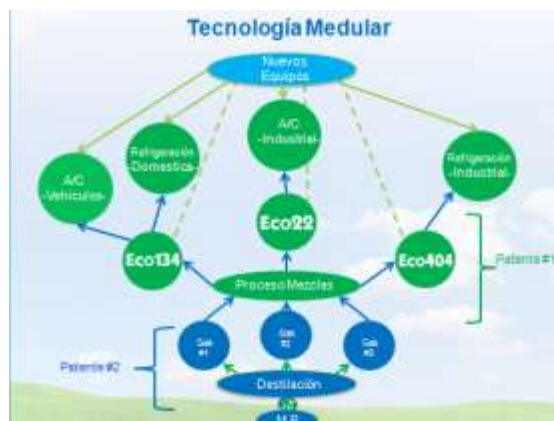 Tecnología Medular
Nuevos
Equipos
A/C
-Industrial-
Refrigeración
-Domestica-
Refrigeración
-Industrial-
A/C
-Vehiculos-
Eco22
Eco134
Eco404
Patente #1
Proceso Mezclas
Gas
#1
Gas
#2
Gas
#3
Patente #2
Destilación
M.P